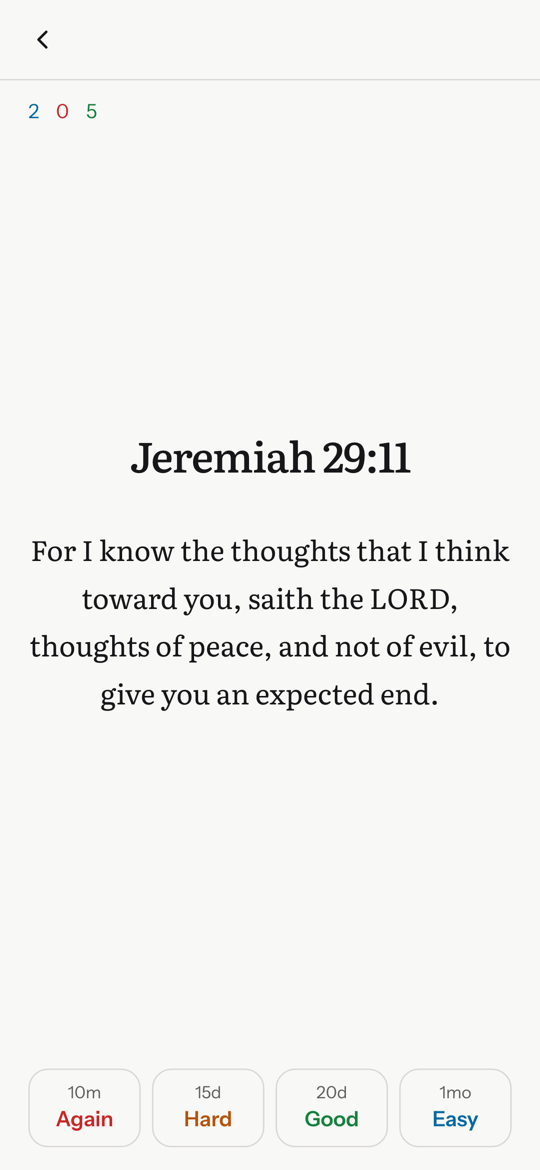 2 0 5
Jeremiah 29:11
For I know the thoughts that I think
toward you, saith the LORD,
thoughts of peace, and not of evil, to
give you an expected end.
10m 15d 20d 1mo
Again Hard Good Easy